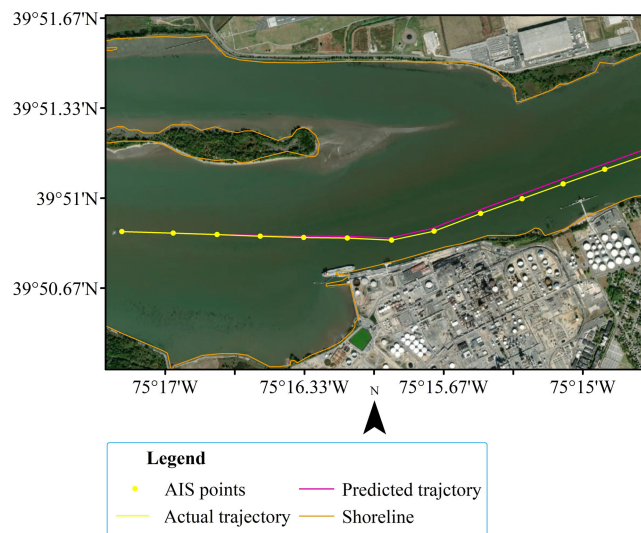 39°51.67'N
39°51.33'N
39°51'N
39°50.67'N
75°17'W 75°16.33'W 75°15.67'W 75°15'W
N
Legend
AIS points Predicted trajctory
Actual trajectory Shoreline